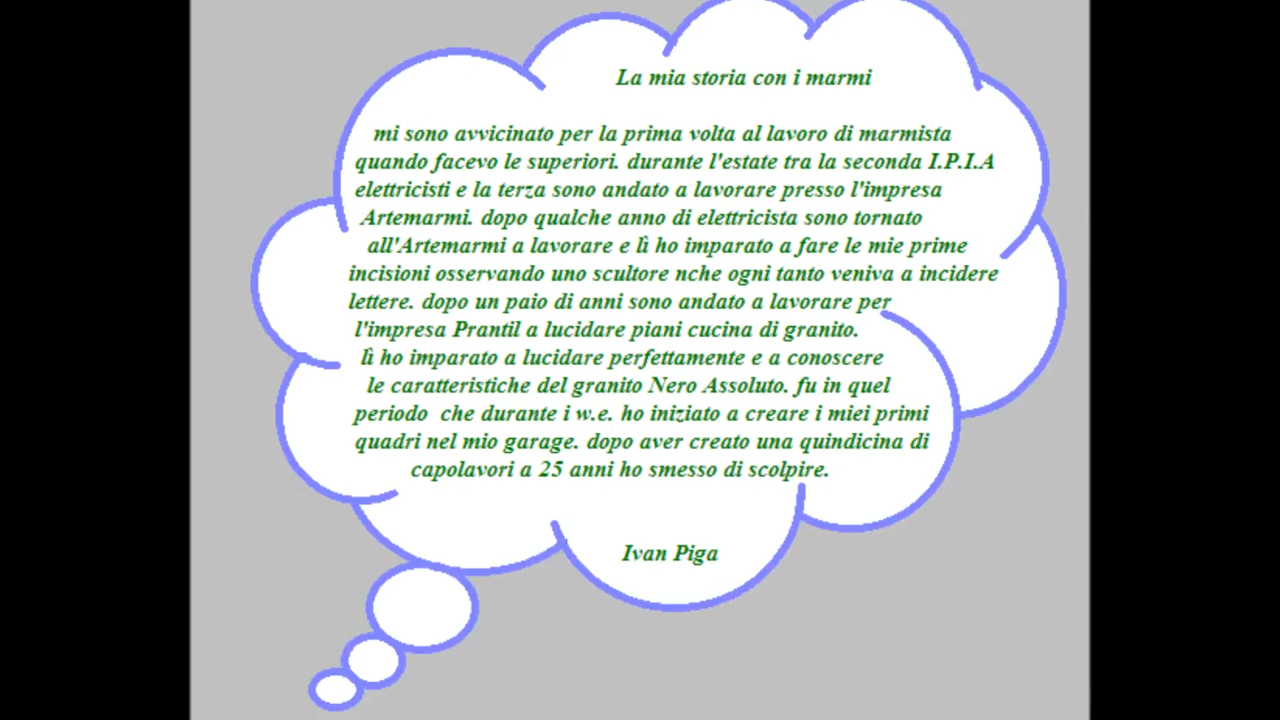 La mia storia con i marmi
mi sono avvicinato per la prima volta al lavoro di marmista
quando facevo le superiori. durante l'estate tra la seconda I.P.I.A
elettricisti e la terza sono andato a lavorare presso l'impresa
Artemarmi. dopo qualche anno di elettricista sono tornato
all'Artemarmi a lavorare e lì ho imparato a fare le mie prime
incisioni osservando uno scultore nche ogni tanto veniva a incidere
lettere. dopo un paio di anni sono andato a lavorare per
l'impresa Prantil a lucidare piani cucina di granito.
lì ho imparato a lucidare perfettamente e a conoscere
le caratteristiche del granito Nero Assoluto. fu in quel
periodo  che durante i w.e. ho iniziato a creare i miei primi
quadri nel mio garage. dopo aver creato una quindicina di
capolavori a 25 anni ho smesso di scolpire.
Ivan Piga